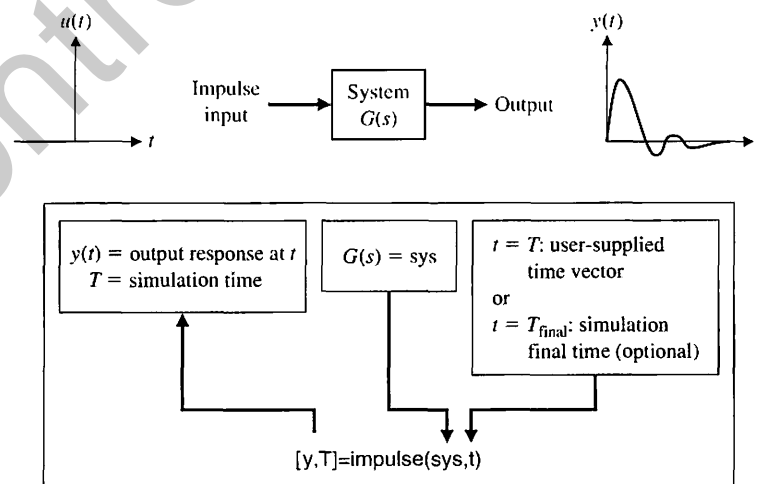 u(t)
y(t)
Impulse
input
System
G(s)
Output
t
y(t) = output response at t
T = simulation time
G(s) = sys
t = T: user-supplied
time vector
or
t = Tfinal: simulation
final time (optional)
[y,T]=impulse(sys,t)